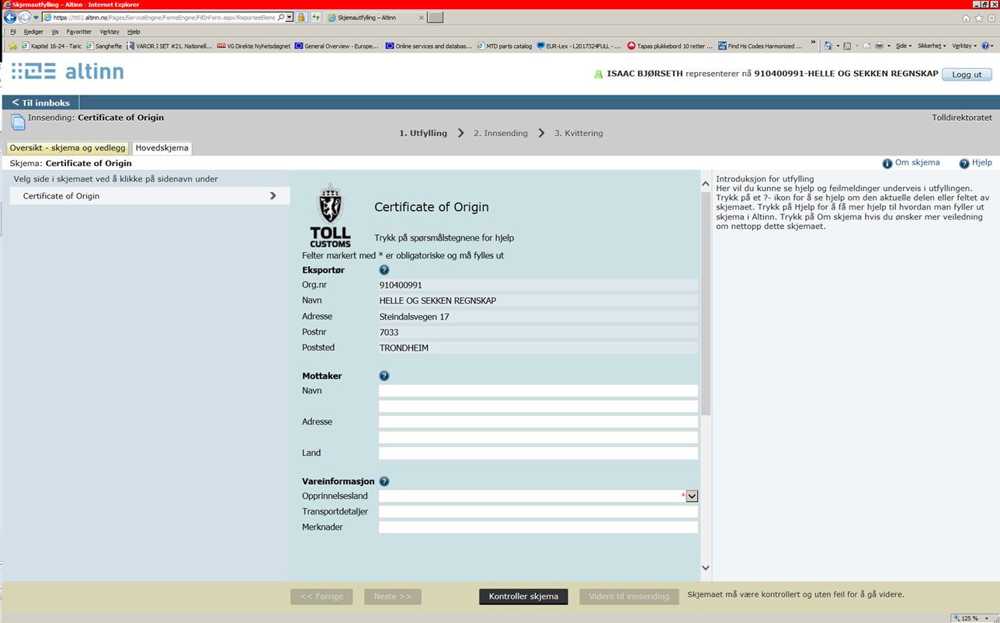 Skjemautfylling – Altinn - Internet Explorer
https://tt02.altinn.no/Pages/ServiceEngine/FormsEngine/FillInForm.aspx?ReporteeEleme
Skjemautfylling – Altinn
Fil Rediger Vis Favoritter Verktøy Hjelp
Kapitel 16-24 - Taric Sanghefte VAROR I SET #21. Nationell... VG Direkte Nyhetsdøgnet General Overview - Europe... Online services and databas... MTD parts catalog EUR-Lex - L2017324FULL - ... Tapas plukkebord 10 retter ... Find Hs Codes Harmonized ... » Side Sikkerhet Verktøy
altinn
ISAAC BJØRSETH representerer nå 910400991-HELLE OG SEKKEN REGNSKAP Logg ut
< Til innboks
Innsending: Certificate of Origin Tolldirektoratet
1. Utfylling 2. Innsending 3. Kvittering
Oversikt - skjema og vedlegg Hovedskjema
Skjema: Certificate of Origin Om skjema Hjelp
Velg side i skjemaet ved å klikke på sidenavn under
Certificate of Origin
TOLL
CUSTOMS
Certificate of Origin
Trykk på spørsmålstegnene for hjelp
Felter markert med * er obligatoriske og må fylles ut
Eksportør ?
Org.nr 910400991
Navn HELLE OG SEKKEN REGNSKAP
Adresse Steindalsvegen 17
Postnr 7033
Poststed TRONDHEIM
Mottaker ?
Navn
Adresse
Land
Vareinformasjon ?
Opprinnelsesland *
Transportdetaljer
Merknader
Introduksjon for utfylling
Her vil du kunne se hjelp og feilmeldinger underveis i utfyllingen.
Trykk på et ?- ikon for å se hjelp om den aktuelle delen eller feltet av
skjemaet. Trykk på Hjelp for å få mer hjelp til hvordan man fyller ut
skjema i Altinn. Trykk på Om skjema hvis du ønsker mer veiledning
om nettopp dette skjemaet.
<< Forrige Neste >> Kontroller skjema Videre til innsending Skjemaet må være kontrollert og uten feil for å gå videre.
125 %